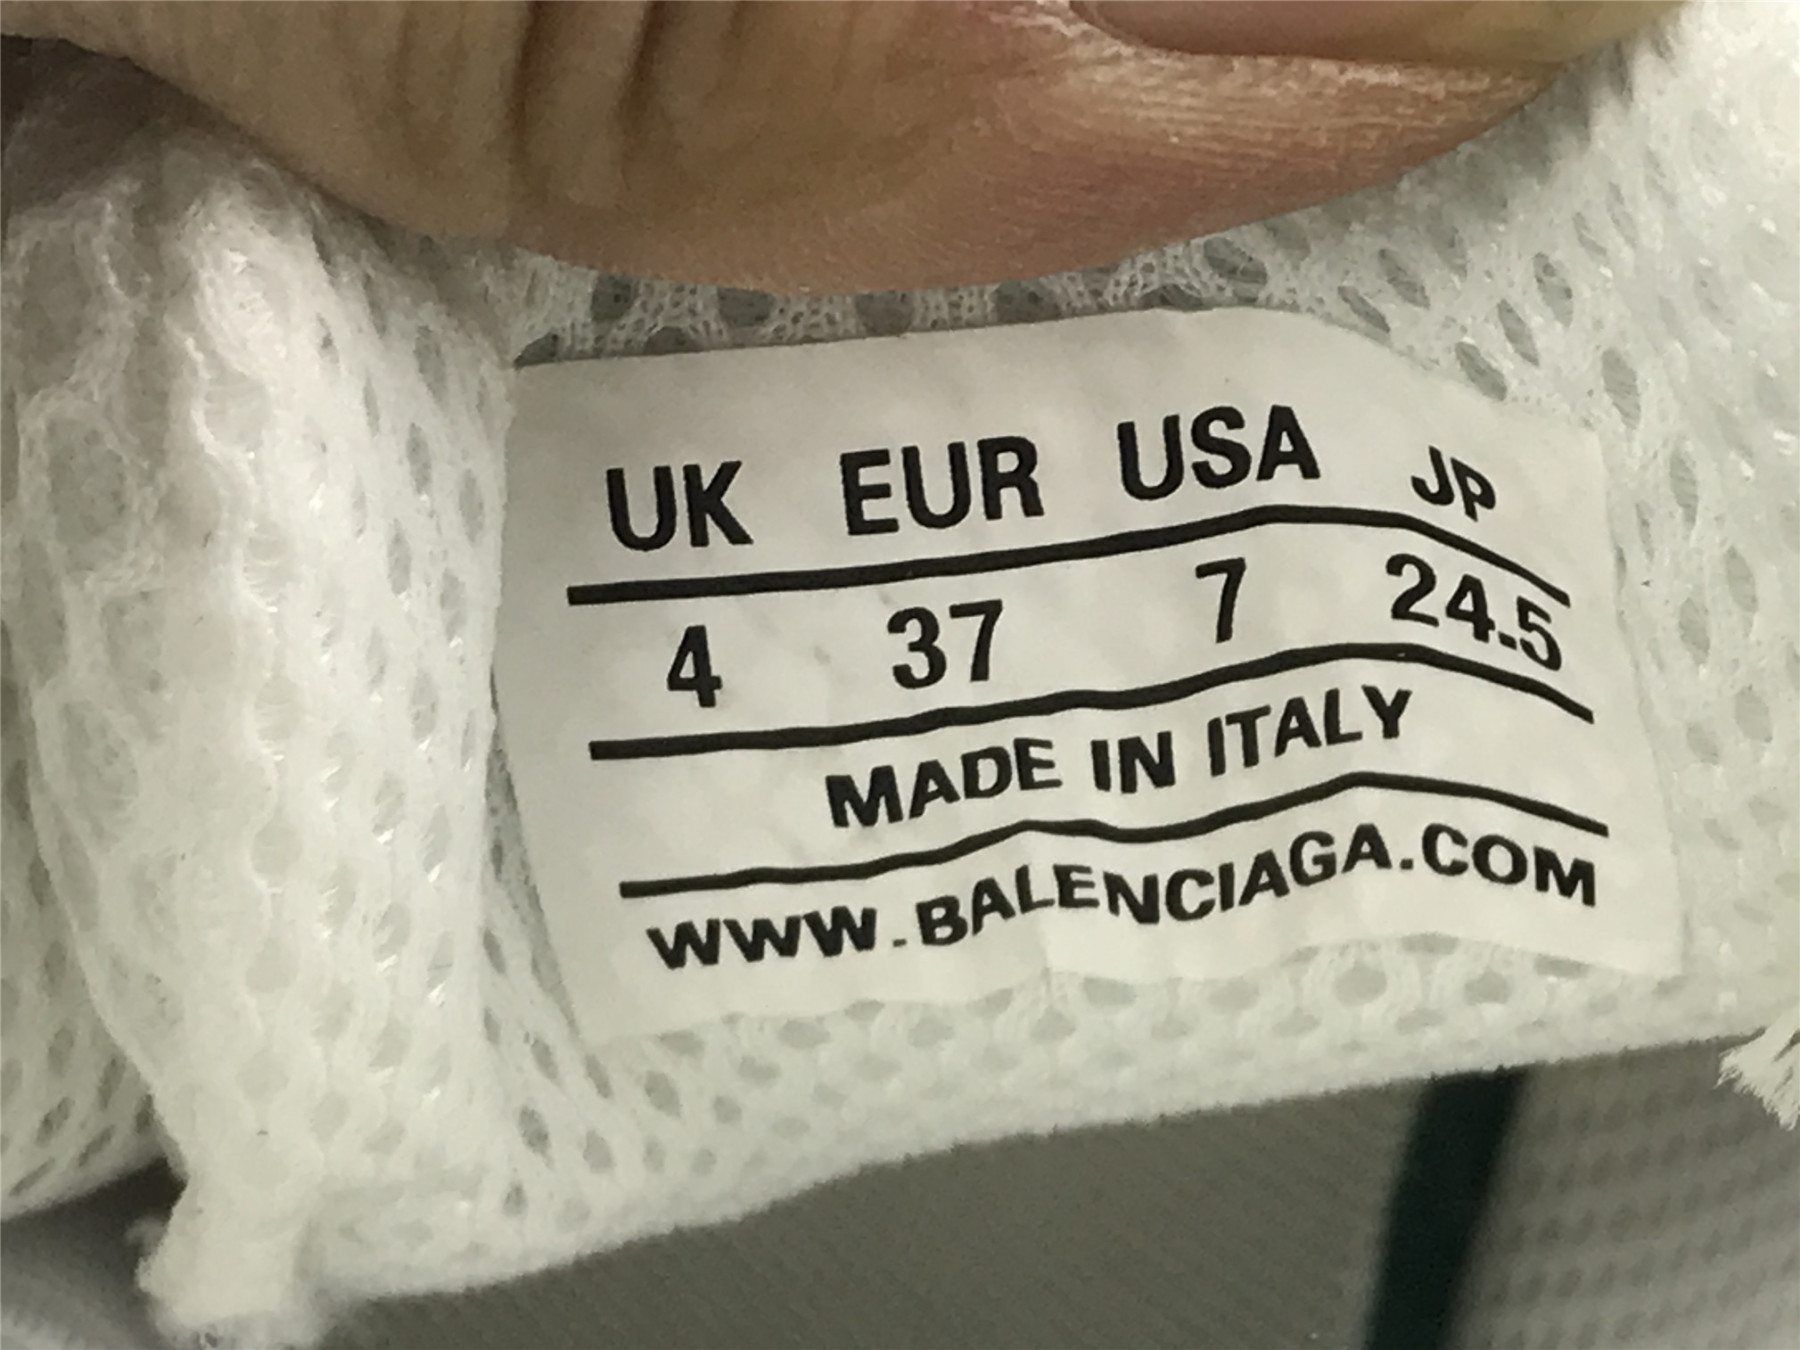 UK EUR USA JP
4 37 7 24.5
MADE IN ITALY
WWW.BALENCIAGA.COM